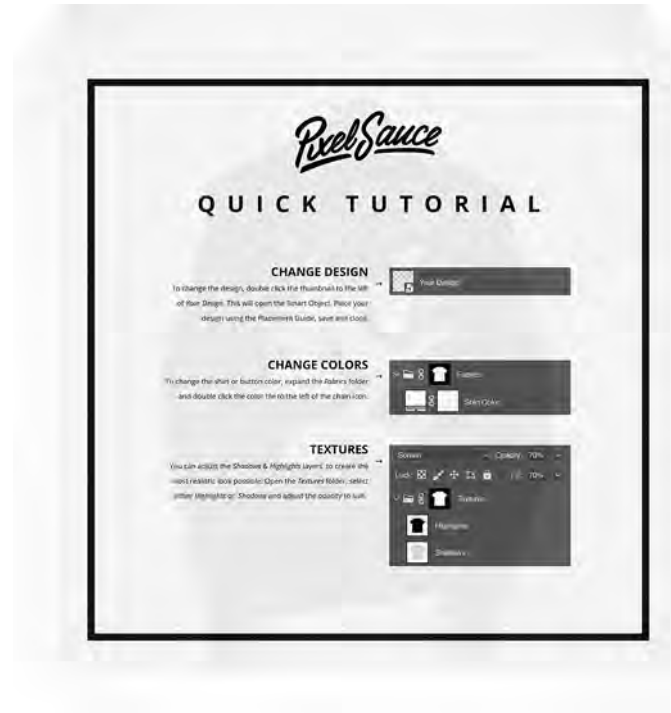 PixelSauce
QUICK TUTORIAL
CHANGE DESIGN
To change the design, double click the thumbnail to the left
of Your Design. This will open the Smart Object. Place your
design using the Placement Guide, save and close.
Your Design
CHANGE COLORS
To change the shirt or button color, expand the Fabrics folder
and double click the color tile to the left of the chain icon.
Fabrics
Shirt Color
TEXTURES
You can adjust the Shadows & Highlights layers, to create the
most realistic look possible. Open the Textures folder, select
either Highlights or Shadows and adjust the opacity to suit.
Screen Opacity: 70%
Lock: 70%
Textures
Highlights
Shadows